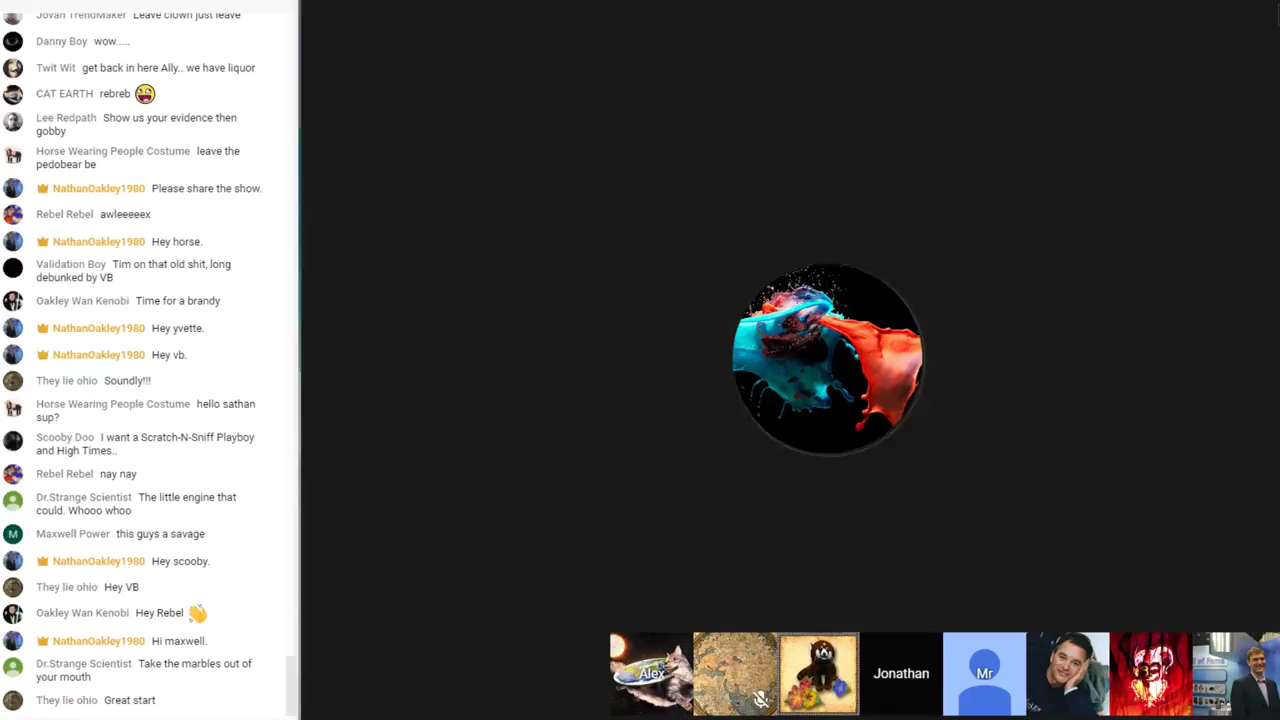 Jovan TrendMaker Leave clown just leave
Danny Boy wow.....
Twit Wit get back in here Ally.. we have liquor
CAT EARTH rebreb
Lee Redpath Show us your evidence then
gobby
Horse Wearing People Costume leave the
pedobear be
NathanOakley1980 Please share the show.
Rebel Rebel awleeeeex
NathanOakley1980 Hey horse.
Validation Boy Tim on that old shit, long
debunked by VB
Oakley Wan Kenobi Time for a brandy
NathanOakley1980 Hey yvette.
NathanOakley1980 Hey vb.
They lie ohio Soundly!!!
Horse Wearing People Costume hello sathan
sup?
Scooby Doo I want a Scratch-N-Sniff Playboy
and High Times..
Rebel Rebel nay nay
Dr.Strange Scientist The little engine that
could. Whooo whoo
M Maxwell Power this guys a savage
NathanOakley1980 Hey scooby.
They lie ohio Hey VB
Oakley Wan Kenobi Hey Rebel
NathanOakley1980 Hi maxwell.
Dr.Strange Scientist Take the marbles out of
your mouth
They lie ohio Great start
Alex
Jonathan
Mr
of Fame